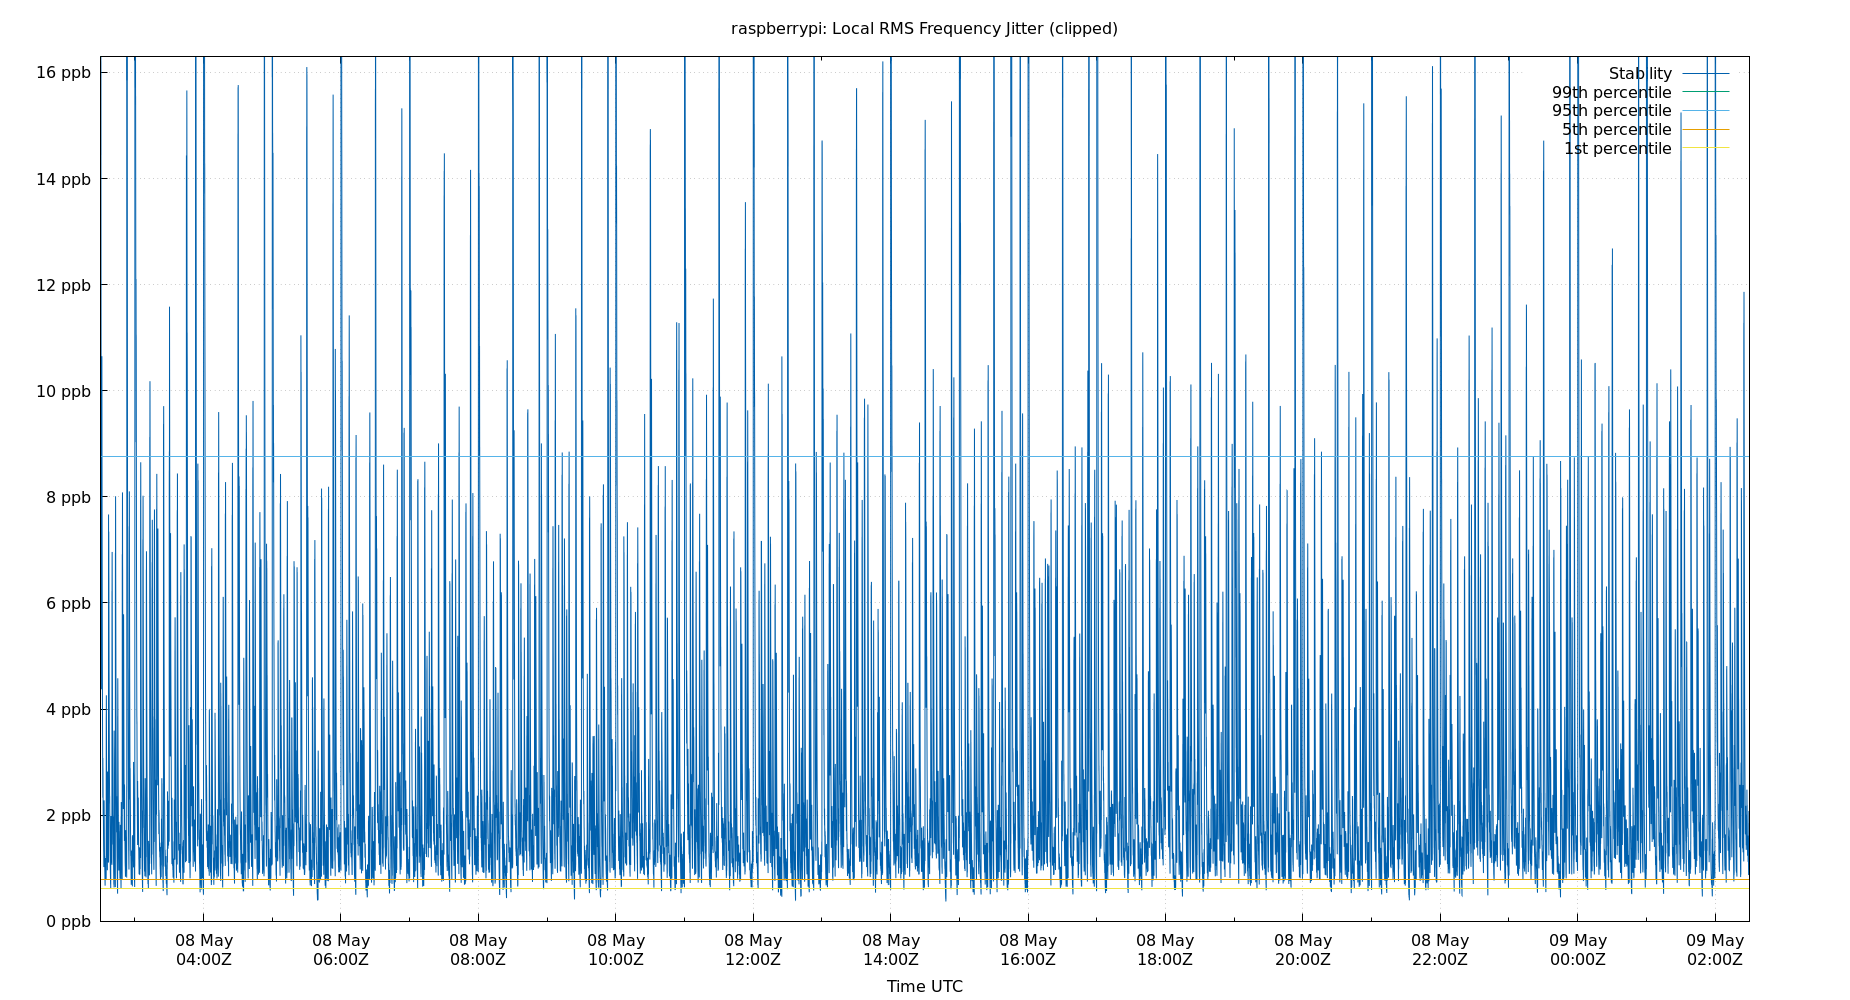 raspberrypi: Local RMS Frequency Jitter (clipped)
16 ppb
14 ppb
12 ppb
10 ppb
8 ppb
6 ppb
4 ppb
2 ppb
0 ppb
Stability
99th percentile
95th percentile
5th percentile
1st percentile
08 May 04:00Z
08 May 06:00Z
08 May 08:00Z
08 May 10:00Z
08 May 12:00Z
08 May 14:00Z
08 May 16:00Z
08 May 18:00Z
08 May 20:00Z
08 May 22:00Z
09 May 00:00Z
09 May 02:00Z
Time UTC